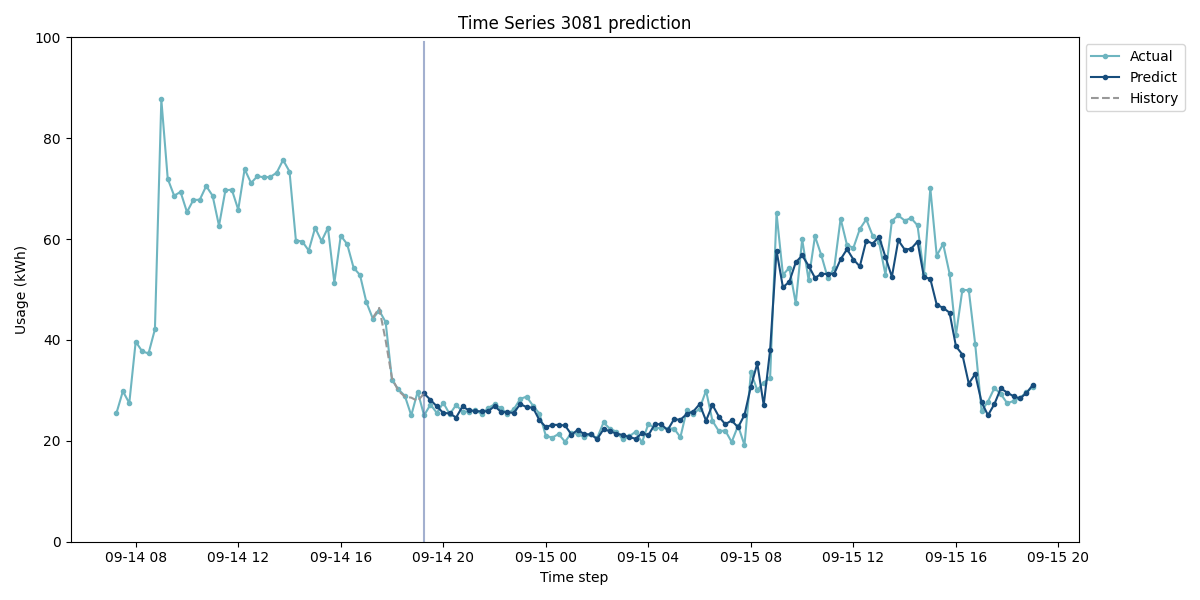 Time Series 3081 prediction
Usage (kWh)
100
80
60
40
20
0
09-14 08
09-14 12
09-14 16
09-14 20
09-15 00
09-15 04
09-15 08
09-15 12
09-15 16
09-15 20
Time step
Actual
Predict
History